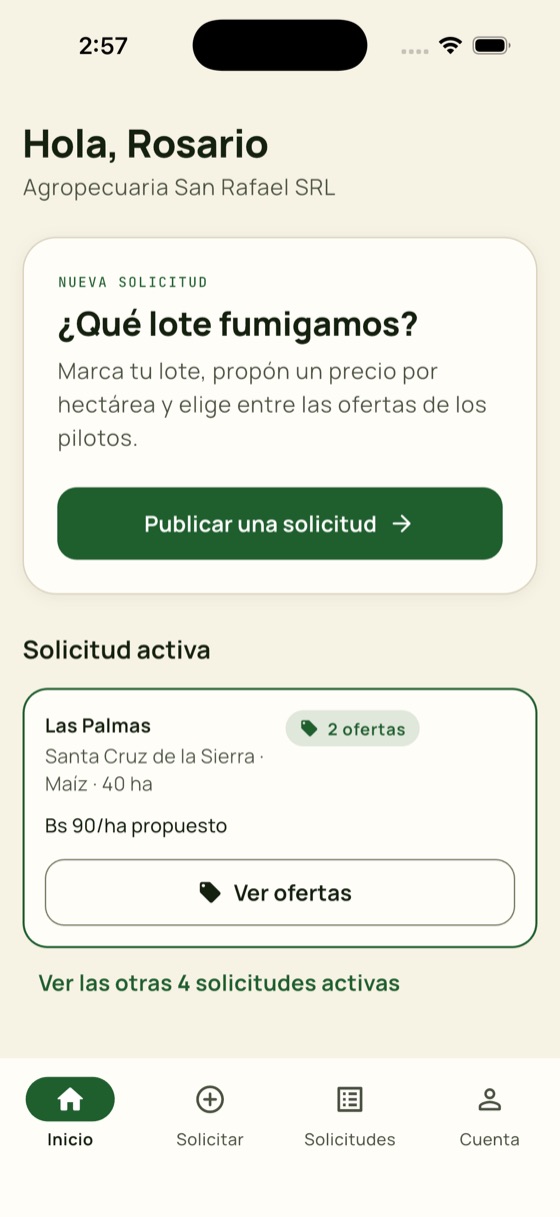 2:57
Hola, Rosario
Agropecuaria San Rafael SRL
NUEVA SOLICITUD
¿Qué lote fumigamos?
Marca tu lote, propón un precio por
hectárea y elige entre las ofertas de los
pilotos.
Publicar una solicitud →
Solicitud activa
Las Palmas
2 ofertas
Santa Cruz de la Sierra ·
Maíz · 40 ha
Bs 90/ha propuesto
Ver ofertas
Ver las otras 4 solicitudes activas
Inicio
Solicitar
Solicitudes
Cuenta